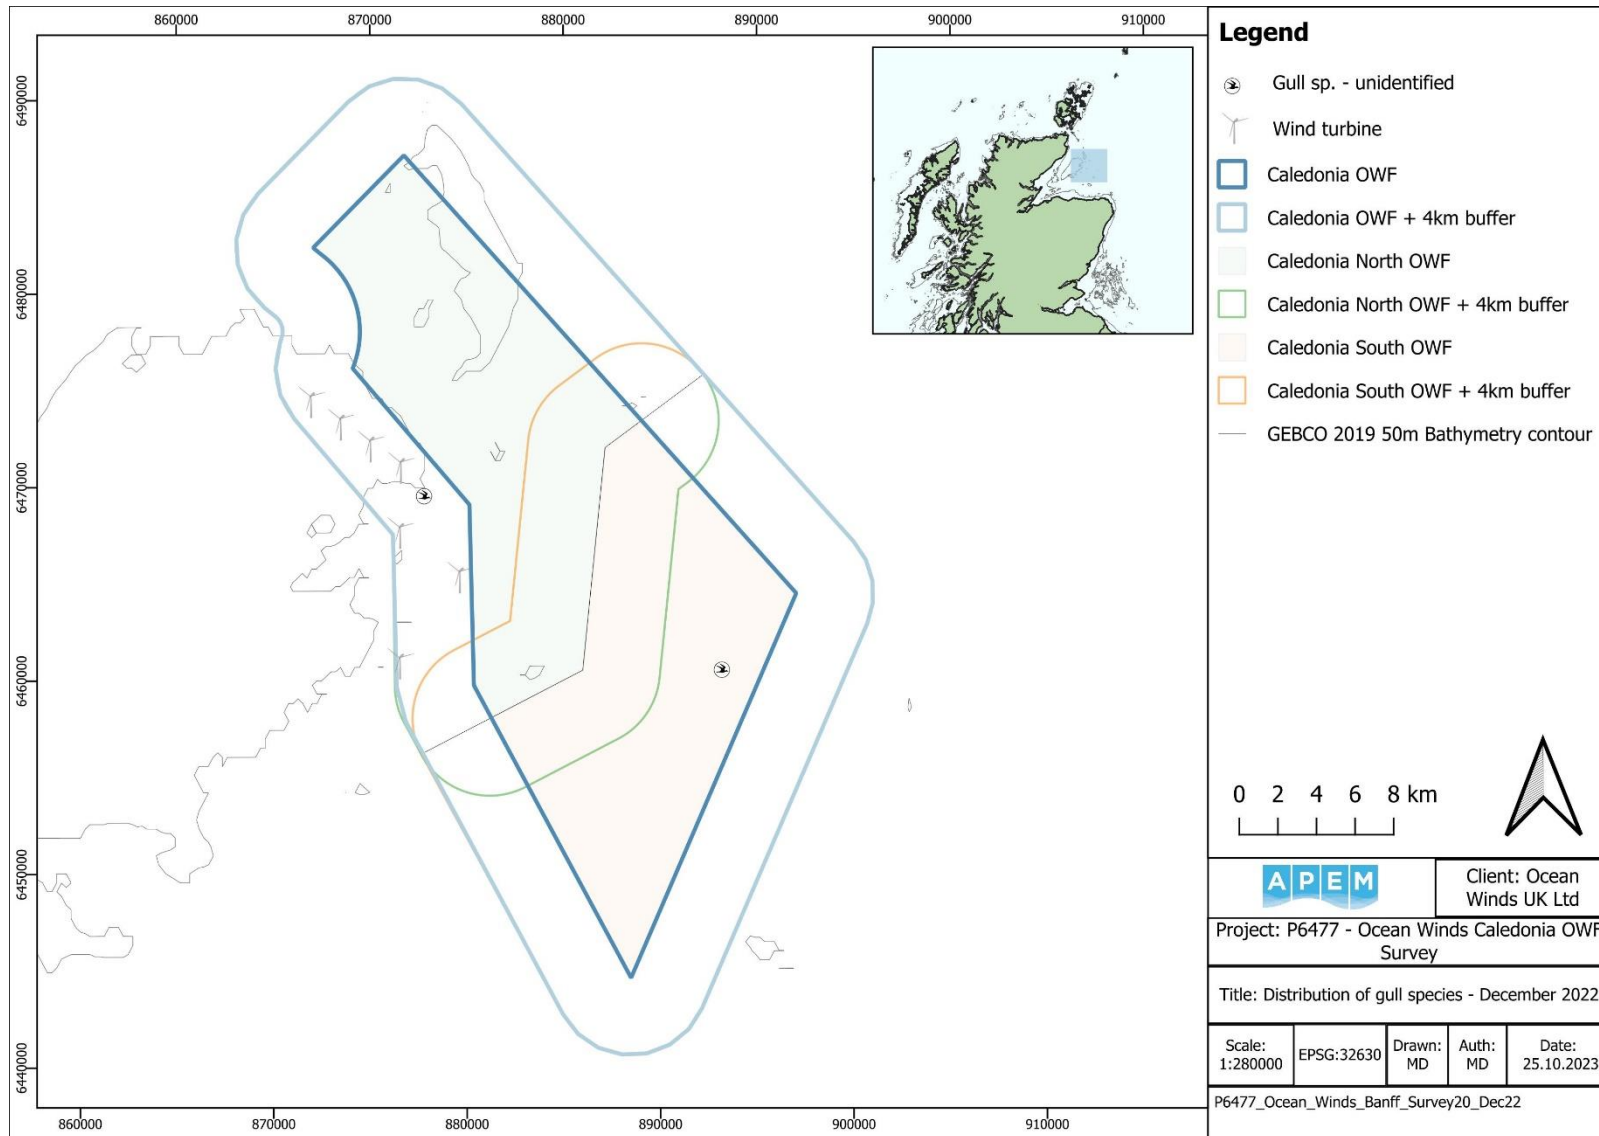 860000
870000
880000
890000
900000
910000
6490000
6480000
6470000
6460000
6450000
6440000
860000
870000
880000
890000
900000
910000
Legend
Gull sp. - unidentified
Wind turbine
Caledonia OWF
Caledonia OWF + 4km buffer
Caledonia North OWF
Caledonia North OWF + 4km buffer
Caledonia South OWF
Caledonia South OWF + 4km buffer
GEBCO 2019 50m Bathymetry contour
0 2 4 6 8 km
APEM
Client: Ocean
Winds UK Ltd
Project: P6477 - Ocean Winds Caledonia OWF
Survey
Title: Distribution of gull species - December 2022
Scale:
1:280000
EPSG:32630
Drawn:
MD
Auth:
MD
Date:
25.10.2023
P6477_Ocean_Winds_Banff_Survey20_Dec22